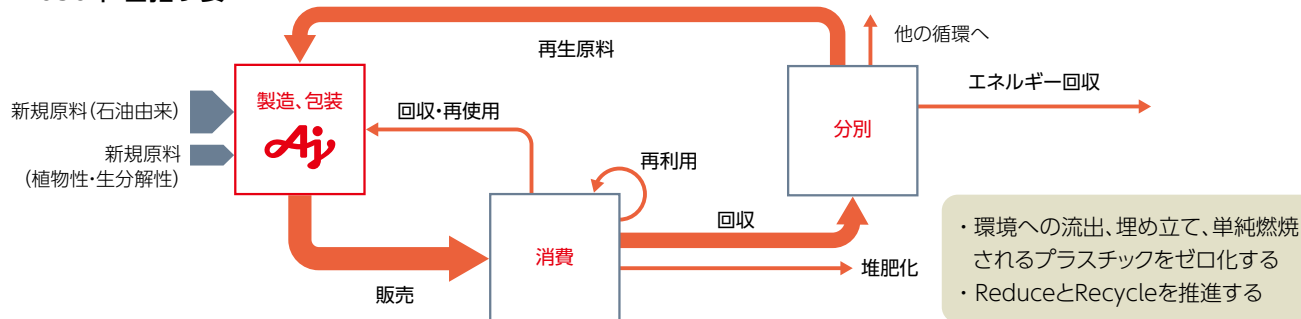 再生原料
他の循環へ
エネルギー回収
新規原料(石油由来)
製造、包装
Aj
回収・再使用
分別
新規原料
(植物性・生分解性)
再利用
回収
消費
堆肥化
販売
・環境への流出、埋め立て、単純燃焼
されるプラスチックをゼロ化する
・ReduceとRecycleを推進する